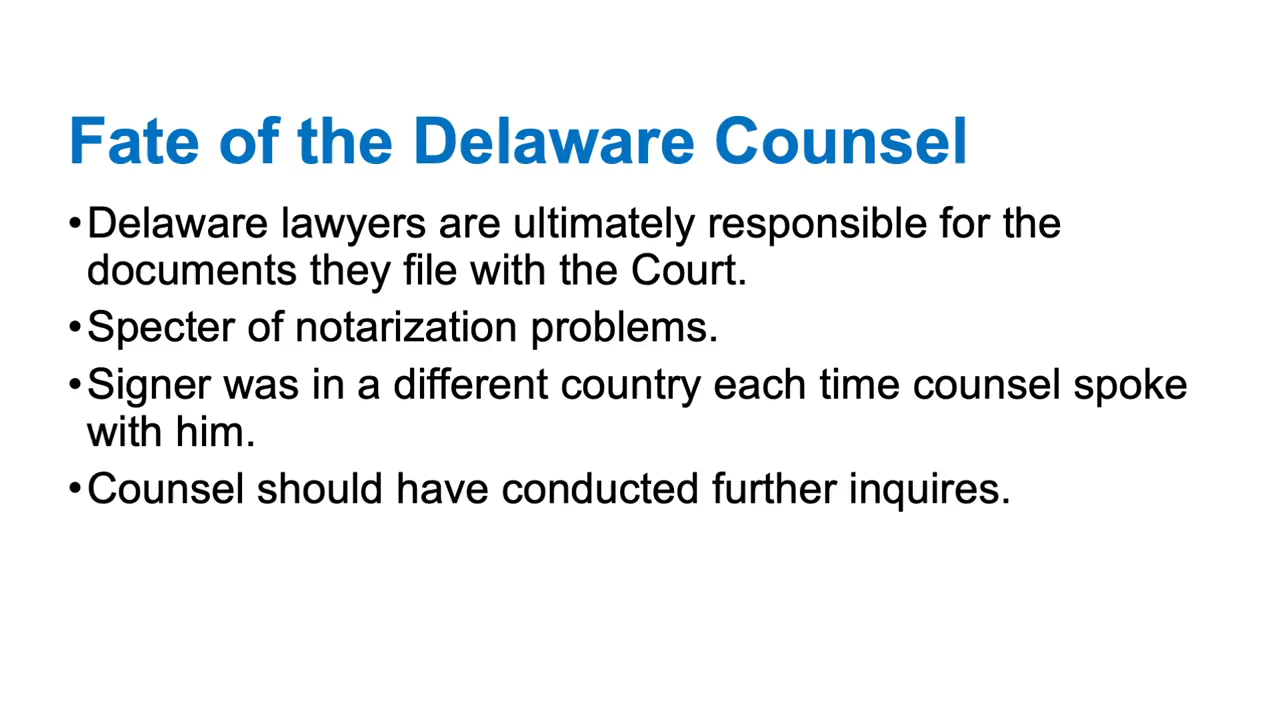 Fate of the Delaware Counsel
•Delaware lawyers are ultimately responsible for the
documents they file with the Court.
•Specter of notarization problems.
•Signer was in a different country each time counsel spoke
with him.
•Counsel should have conducted further inquires.